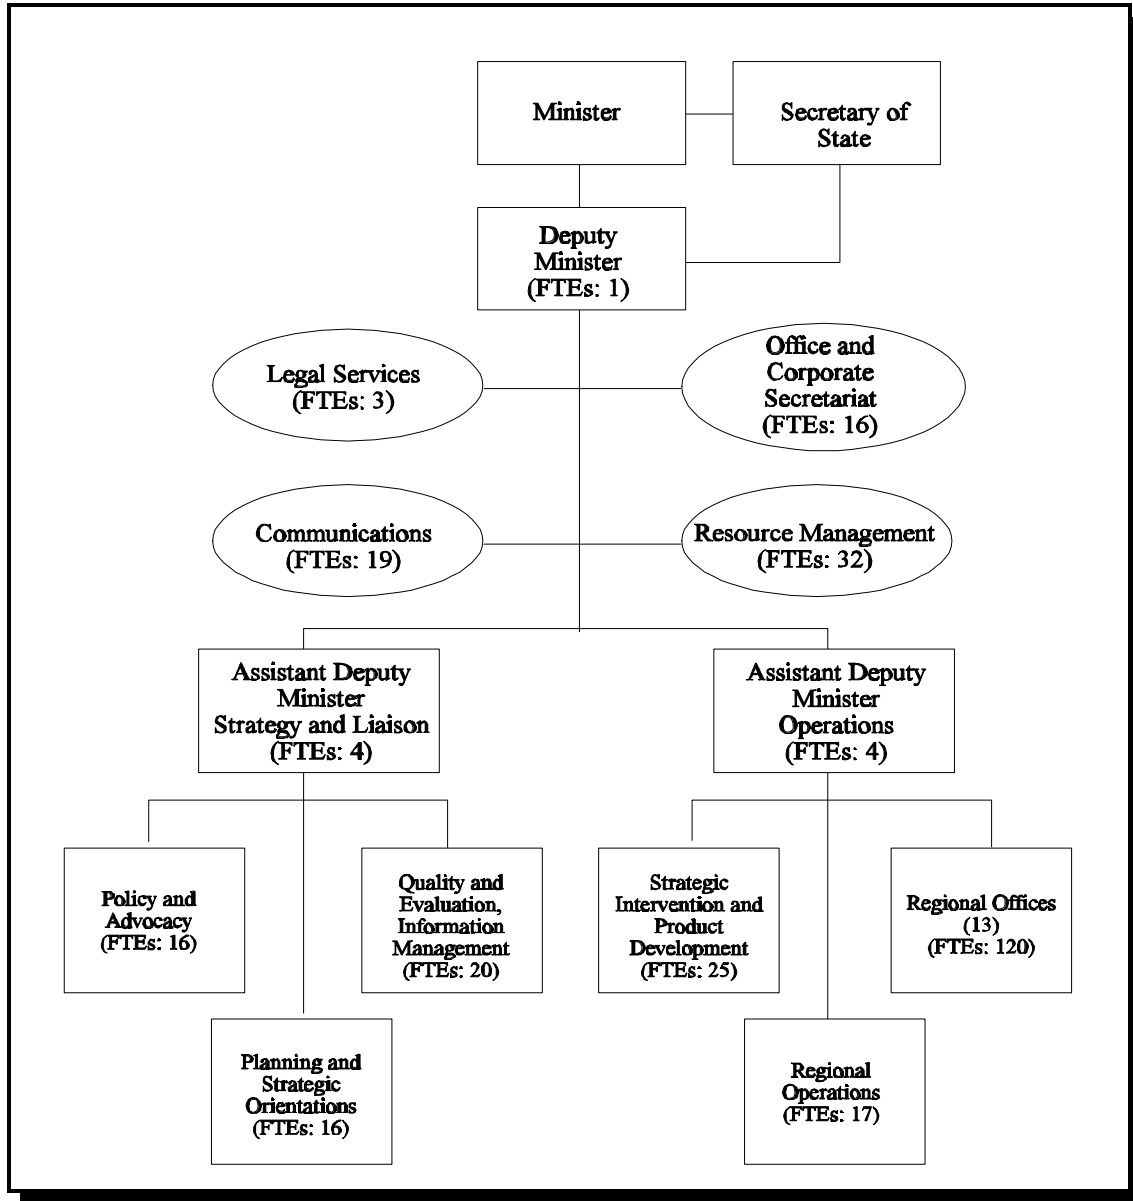 Minister
Secretary of
State
Deputy
Minister
(FTEs: 1)
Legal Services
(FTEs: 3)
Office and
Corporate
Secretariat
(FTEs: 16)
Communications
(FTEs: 19)
Resource Management
(FTEs: 32)
Assistant Deputy
Minister
Strategy and Liaison
(FTEs: 4)
Assistant Deputy
Minister
Operations
(FTEs: 4)
Policy and
Advocacy
(FTEs: 16)
Quality and
Evaluation,
Information
Management
(FTEs: 20)
Strategic
Intervention and
Product
Development
(FTEs: 25)
Regional Offices
(13)
(FTEs: 120)
Planning and
Strategic
Orientations
(FTEs: 16)
Regional
Operations
(FTEs: 17)